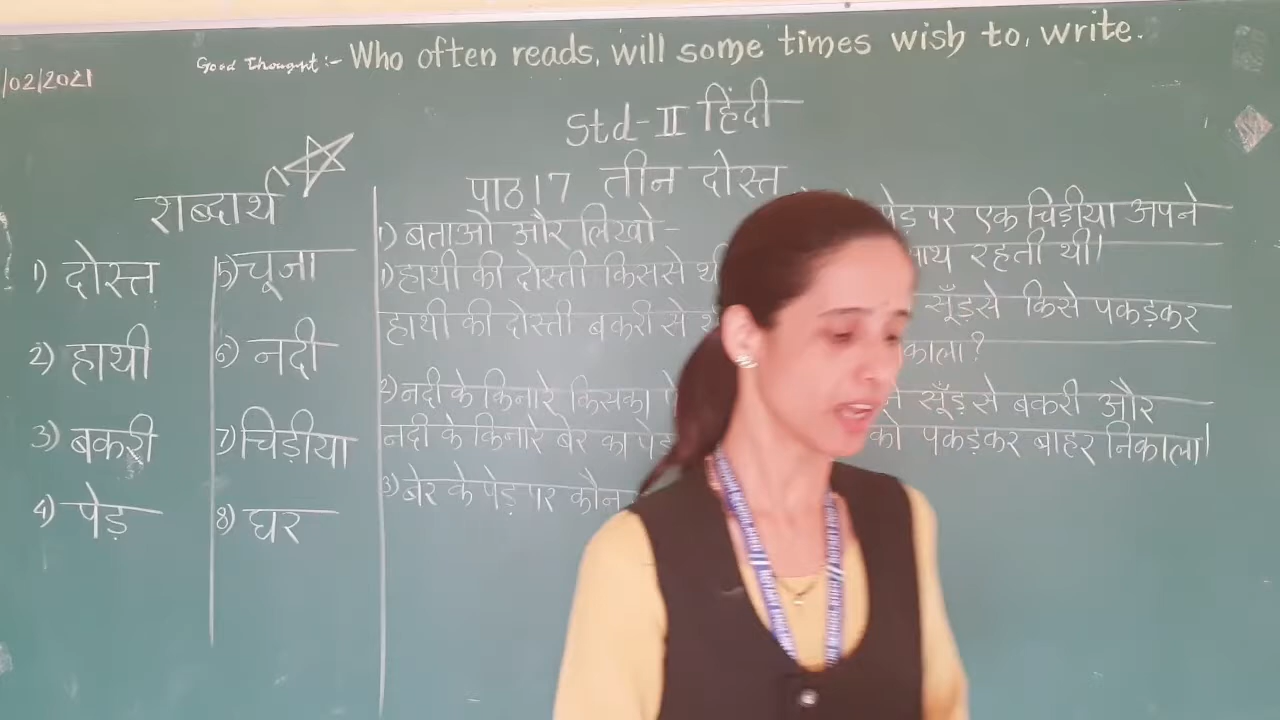 /02/2021
Good Thought:- Who often reads, will some times wish to, write.
Std-II हिंदी
पाठ 17 तीन दोस्त
शब्दार्थ
1) दोस्त
2) हाथी
3) बकरी
4) पेड़
5) चूजा
6) नदी
7) चिड़ीया
8) घर
1) बताओ और लिखो-
1) हाथी की दोस्ती किससे
हाथी की दोस्ती बकरी से
2) नदी के किनारे किसका
नदी के किनारे बेर का पेड़
3) बेर के पेड़ पर कौन
पेड़ पर एक चिड़ीया अपने
रहती थी।
सूँड़से किसे पकड़कर
सूँड़ से बकरी और
को पकड़कर बाहर निकाला।